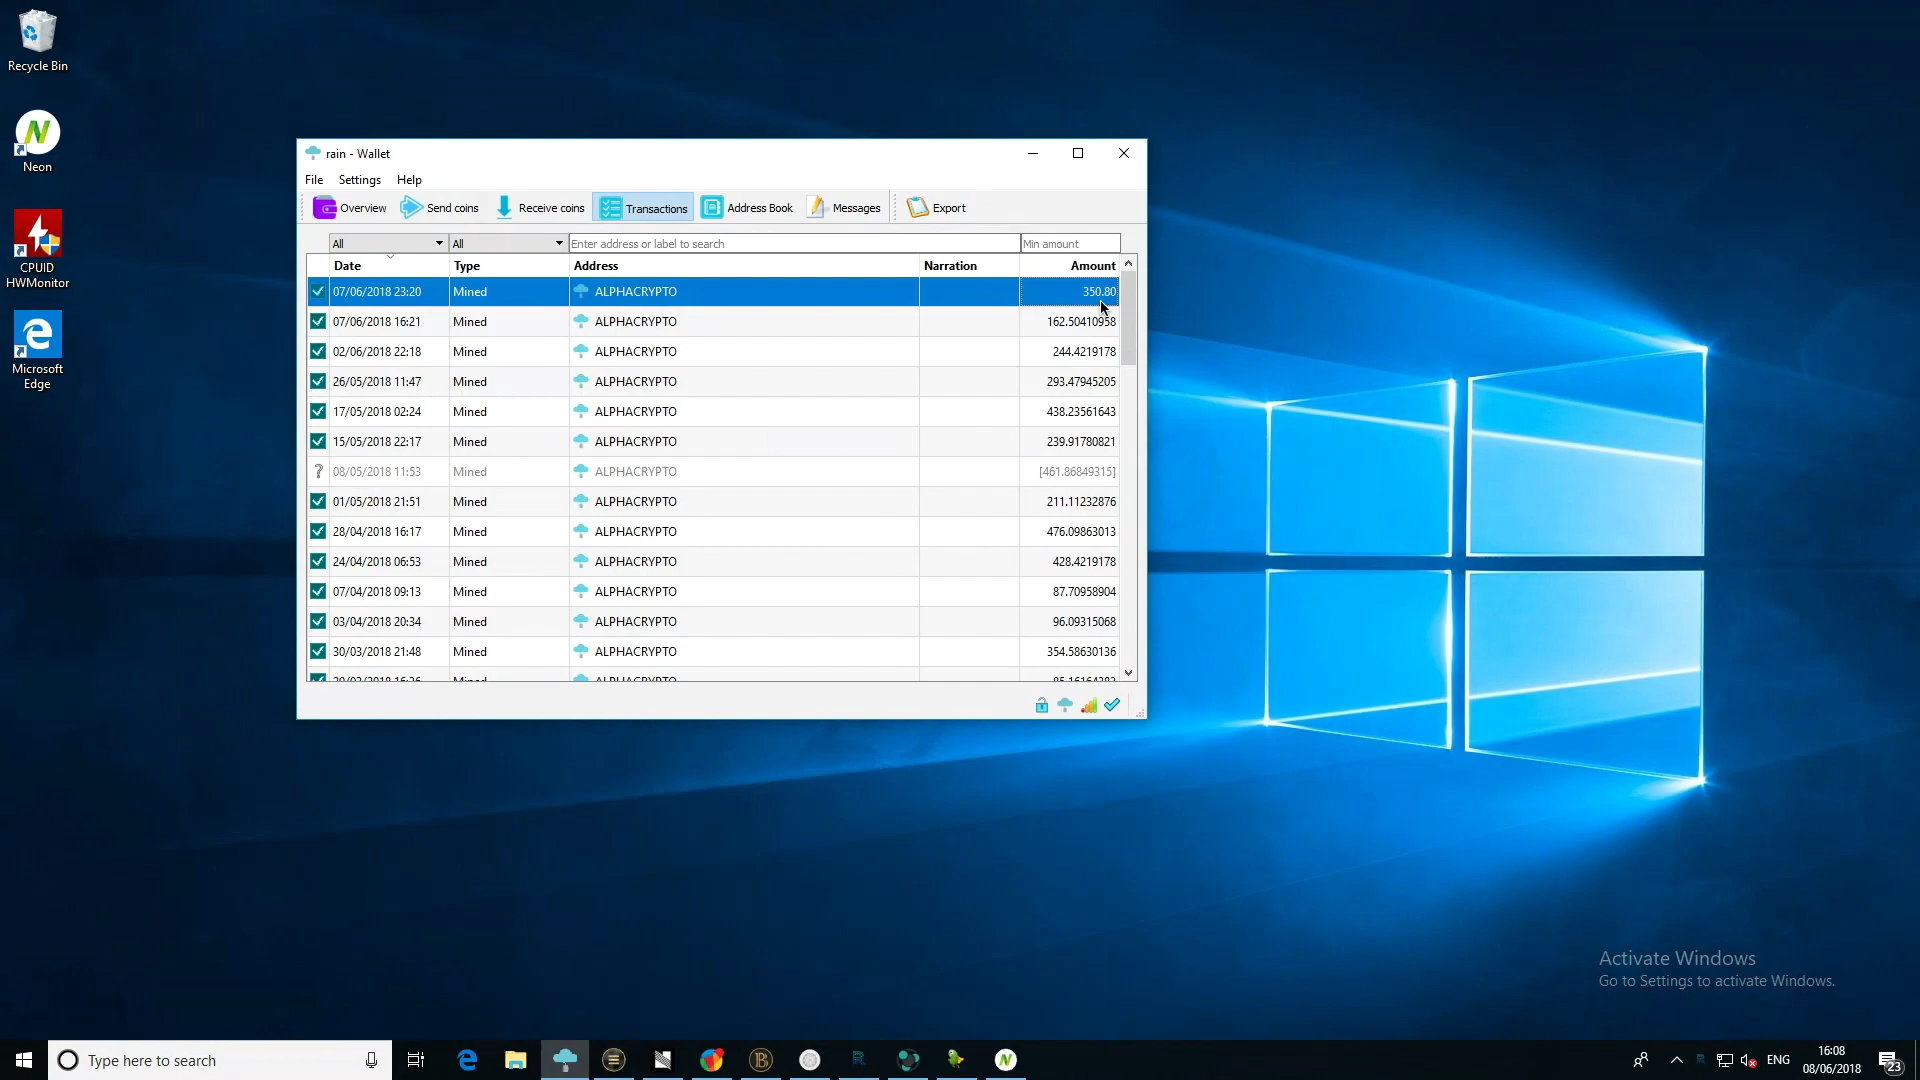 Recycle Bin
Neon
CPUID
HWMonitor
Microsoft
Edge
rain - Wallet
File Settings Help
Overview Send coins Receive coins Transactions Address Book Messages Export
All All Enter address or label to search Min amount
Date Type Address Narration Amount
07/06/2018 23:20 Mined ALPHACRYPTO 350.80
07/06/2018 16:21 Mined ALPHACRYPTO 162.50410958
02/06/2018 22:18 Mined ALPHACRYPTO 244.4219178
26/05/2018 11:47 Mined ALPHACRYPTO 293.47945205
17/05/2018 02:24 Mined ALPHACRYPTO 438.23561643
15/05/2018 22:17 Mined ALPHACRYPTO 239.91780821
? 08/05/2018 11:53 Mined ALPHACRYPTO [461.86849315]
01/05/2018 21:51 Mined ALPHACRYPTO 211.11232876
28/04/2018 16:17 Mined ALPHACRYPTO 476.09863013
24/04/2018 06:53 Mined ALPHACRYPTO 428.4219178
07/04/2018 09:13 Mined ALPHACRYPTO 87.70958904
03/04/2018 20:34 Mined ALPHACRYPTO 96.09315068
30/03/2018 21:48 Mined ALPHACRYPTO 354.58630136
Mined ALPHACRYPTO
Activate Windows
Go to Settings to activate Windows.
Type here to search
ENG
16:08
08/06/2018
23